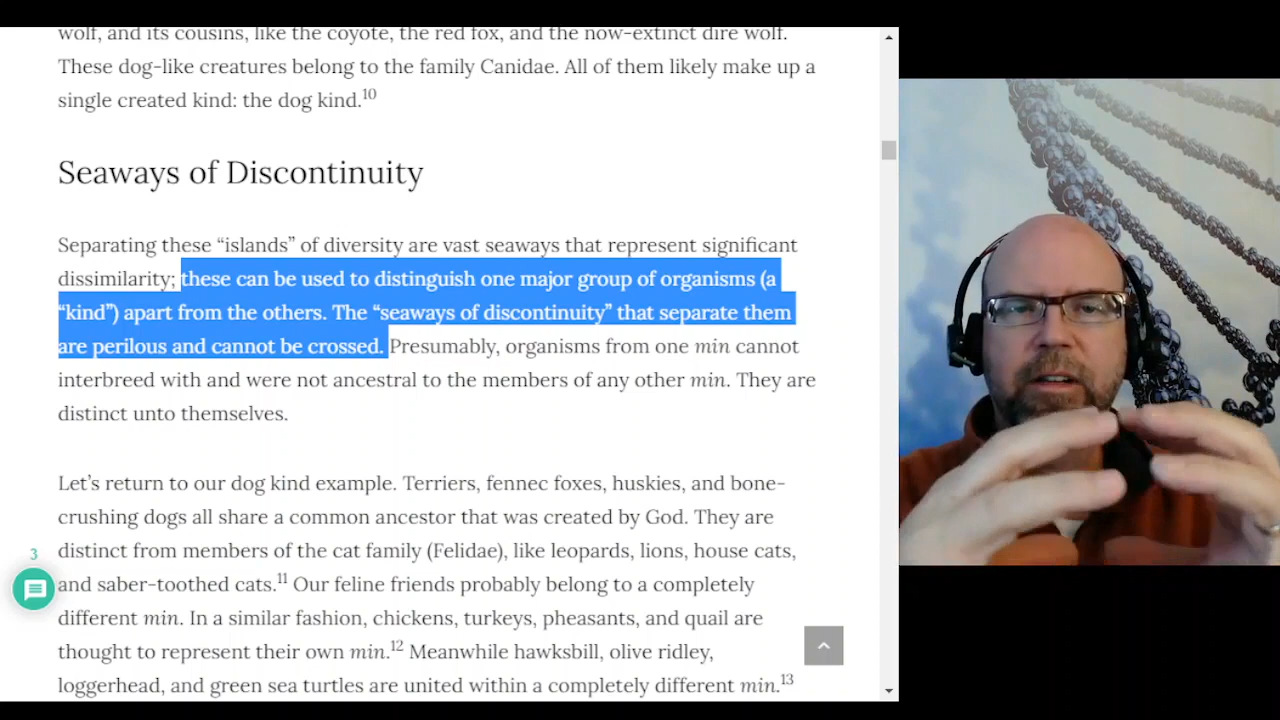 wolf, and its cousins, like the coyote, the red fox, and the now-extinct dire wolf.
These dog-like creatures belong to the family Canidae. All of them likely make up a
single created kind: the dog kind.10
Seaways of Discontinuity
Separating these “islands” of diversity are vast seaways that represent significant
dissimilarity; these can be used to distinguish one major group of organisms (a
“kind”) apart from the others. The “seaways of discontinuity” that separate them
are perilous and cannot be crossed. Presumably, organisms from one min cannot
interbreed with and were not ancestral to the members of any other min. They are
distinct unto themselves.
Let’s return to our dog kind example. Terriers, fennec foxes, huskies, and bone-
crushing dogs all share a common ancestor that was created by God. They are
distinct from members of the cat family (Felidae), like leopards, lions, house cats,
3
and saber-toothed cats.11 Our feline friends probably belong to a completely
different min. In a similar fashion, chickens, turkeys, pheasants, and quail are
thought to represent their own min.12 Meanwhile hawksbill, olive ridley,
loggerhead, and green sea turtles are united within a completely different min.13